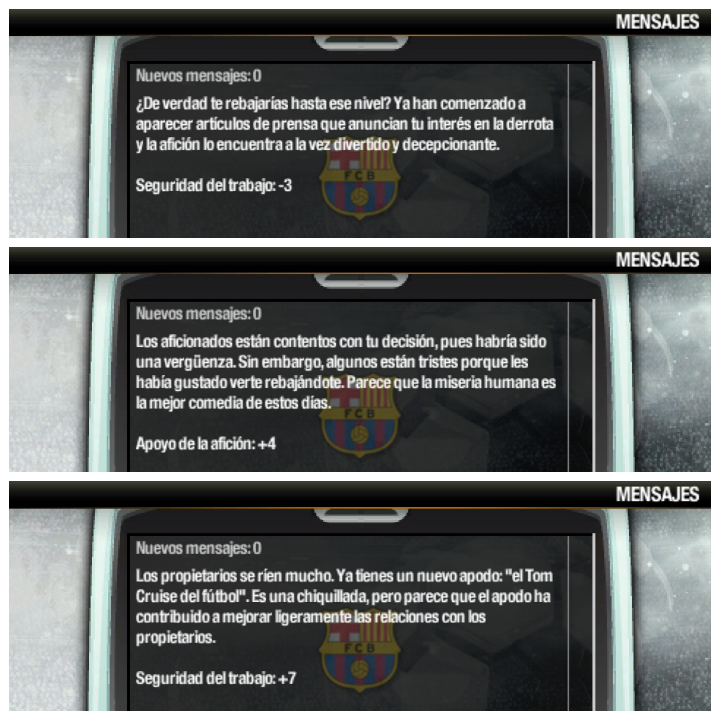 MENSAJES
Nuevos mensajes: 0
¿De verdad te rebajarías hasta ese nivel? Ya han comenzado a
aparecer artículos de prensa que anuncian tu interés en la derrota
y la afición lo encuentra a la vez divertido y decepcionante.
Seguridad del trabajo: -3
FCB
MENSAJES
Nuevos mensajes: 0
Los aficionados están contentos con tu decisión, pues habría sido
una vergüenza. Sin embargo, algunos están tristes porque les
había gustado verte rebajándote. Parece que la miseria humana es
la mejor comedia de estos días.
FCB
Apoyo de la afición: +4
MENSAJES
Nuevos mensajes: 0
Los propietarios se ríen mucho. Ya tienes un nuevo apodo: "el Tom
Cruise del fútbol". Es una chiquillada, pero parece que el apodo ha
contribuido a mejorar ligeramente las relaciones con los
propietarios.
FCB
Seguridad del trabajo: +7